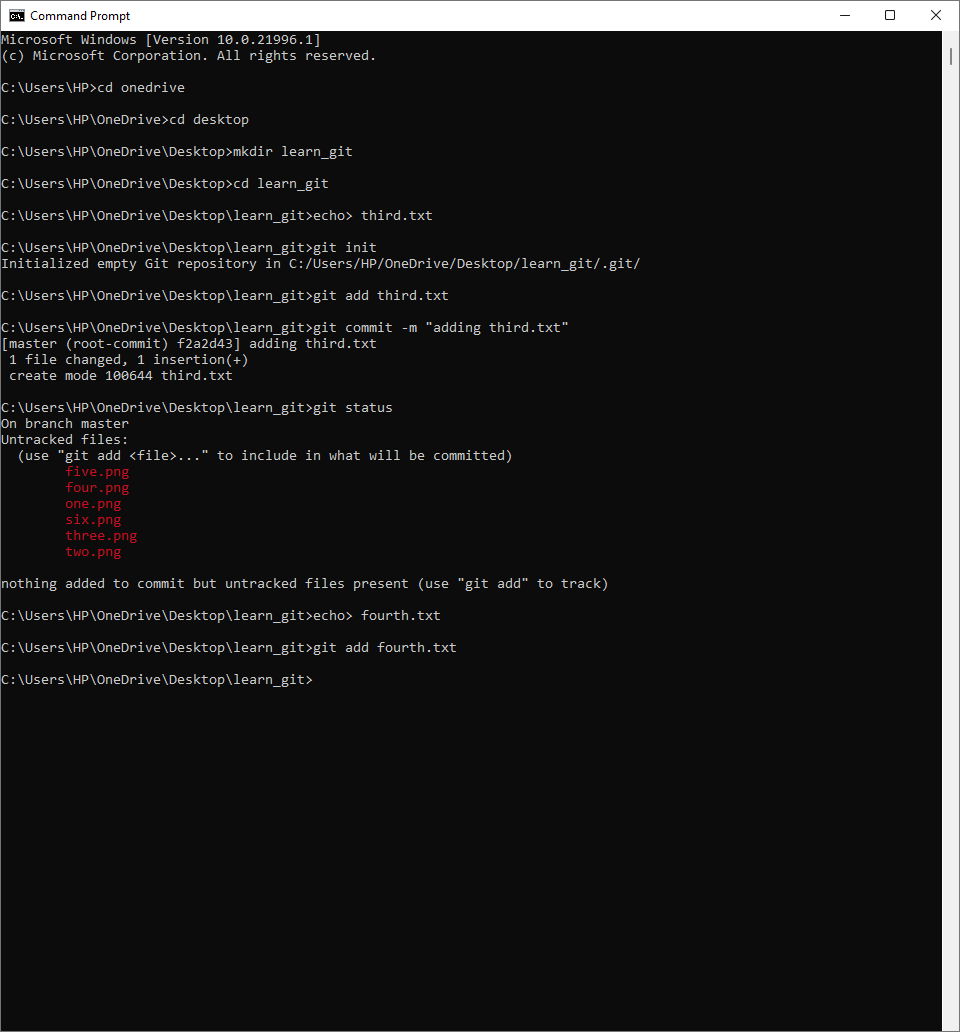 Command Prompt
Microsoft Windows [Version 10.0.21996.1]
(c) Microsoft Corporation. All rights reserved.
C:\Users\HP>cd onedrive
C:\Users\HP\OneDrive>cd desktop
C:\Users\HP\OneDrive\Desktop>mkdir learn_git
C:\Users\HP\OneDrive\Desktop>cd learn_git
C:\Users\HP\OneDrive\Desktop\learn_git>echo> third.txt
C:\Users\HP\OneDrive\Desktop\learn_git>git init
Initialized empty Git repository in C:/Users/HP/OneDrive/Desktop/learn_git/.git/
C:\Users\HP\OneDrive\Desktop\learn_git>git add third.txt
C:\Users\HP\OneDrive\Desktop\learn_git>git commit -m "adding third.txt"
[master (root-commit) f2a2d43] adding third.txt
 1 file changed, 1 insertion(+)
 create mode 100644 third.txt
C:\Users\HP\OneDrive\Desktop\learn_git>git status
On branch master
Untracked files:
  (use "git add <file>..." to include in what will be committed)
        five.png
        four.png
        one.png
        six.png
        three.png
        two.png
nothing added to commit but untracked files present (use "git add" to track)
C:\Users\HP\OneDrive\Desktop\learn_git>echo> fourth.txt
C:\Users\HP\OneDrive\Desktop\learn_git>git add fourth.txt
C:\Users\HP\OneDrive\Desktop\learn_git>